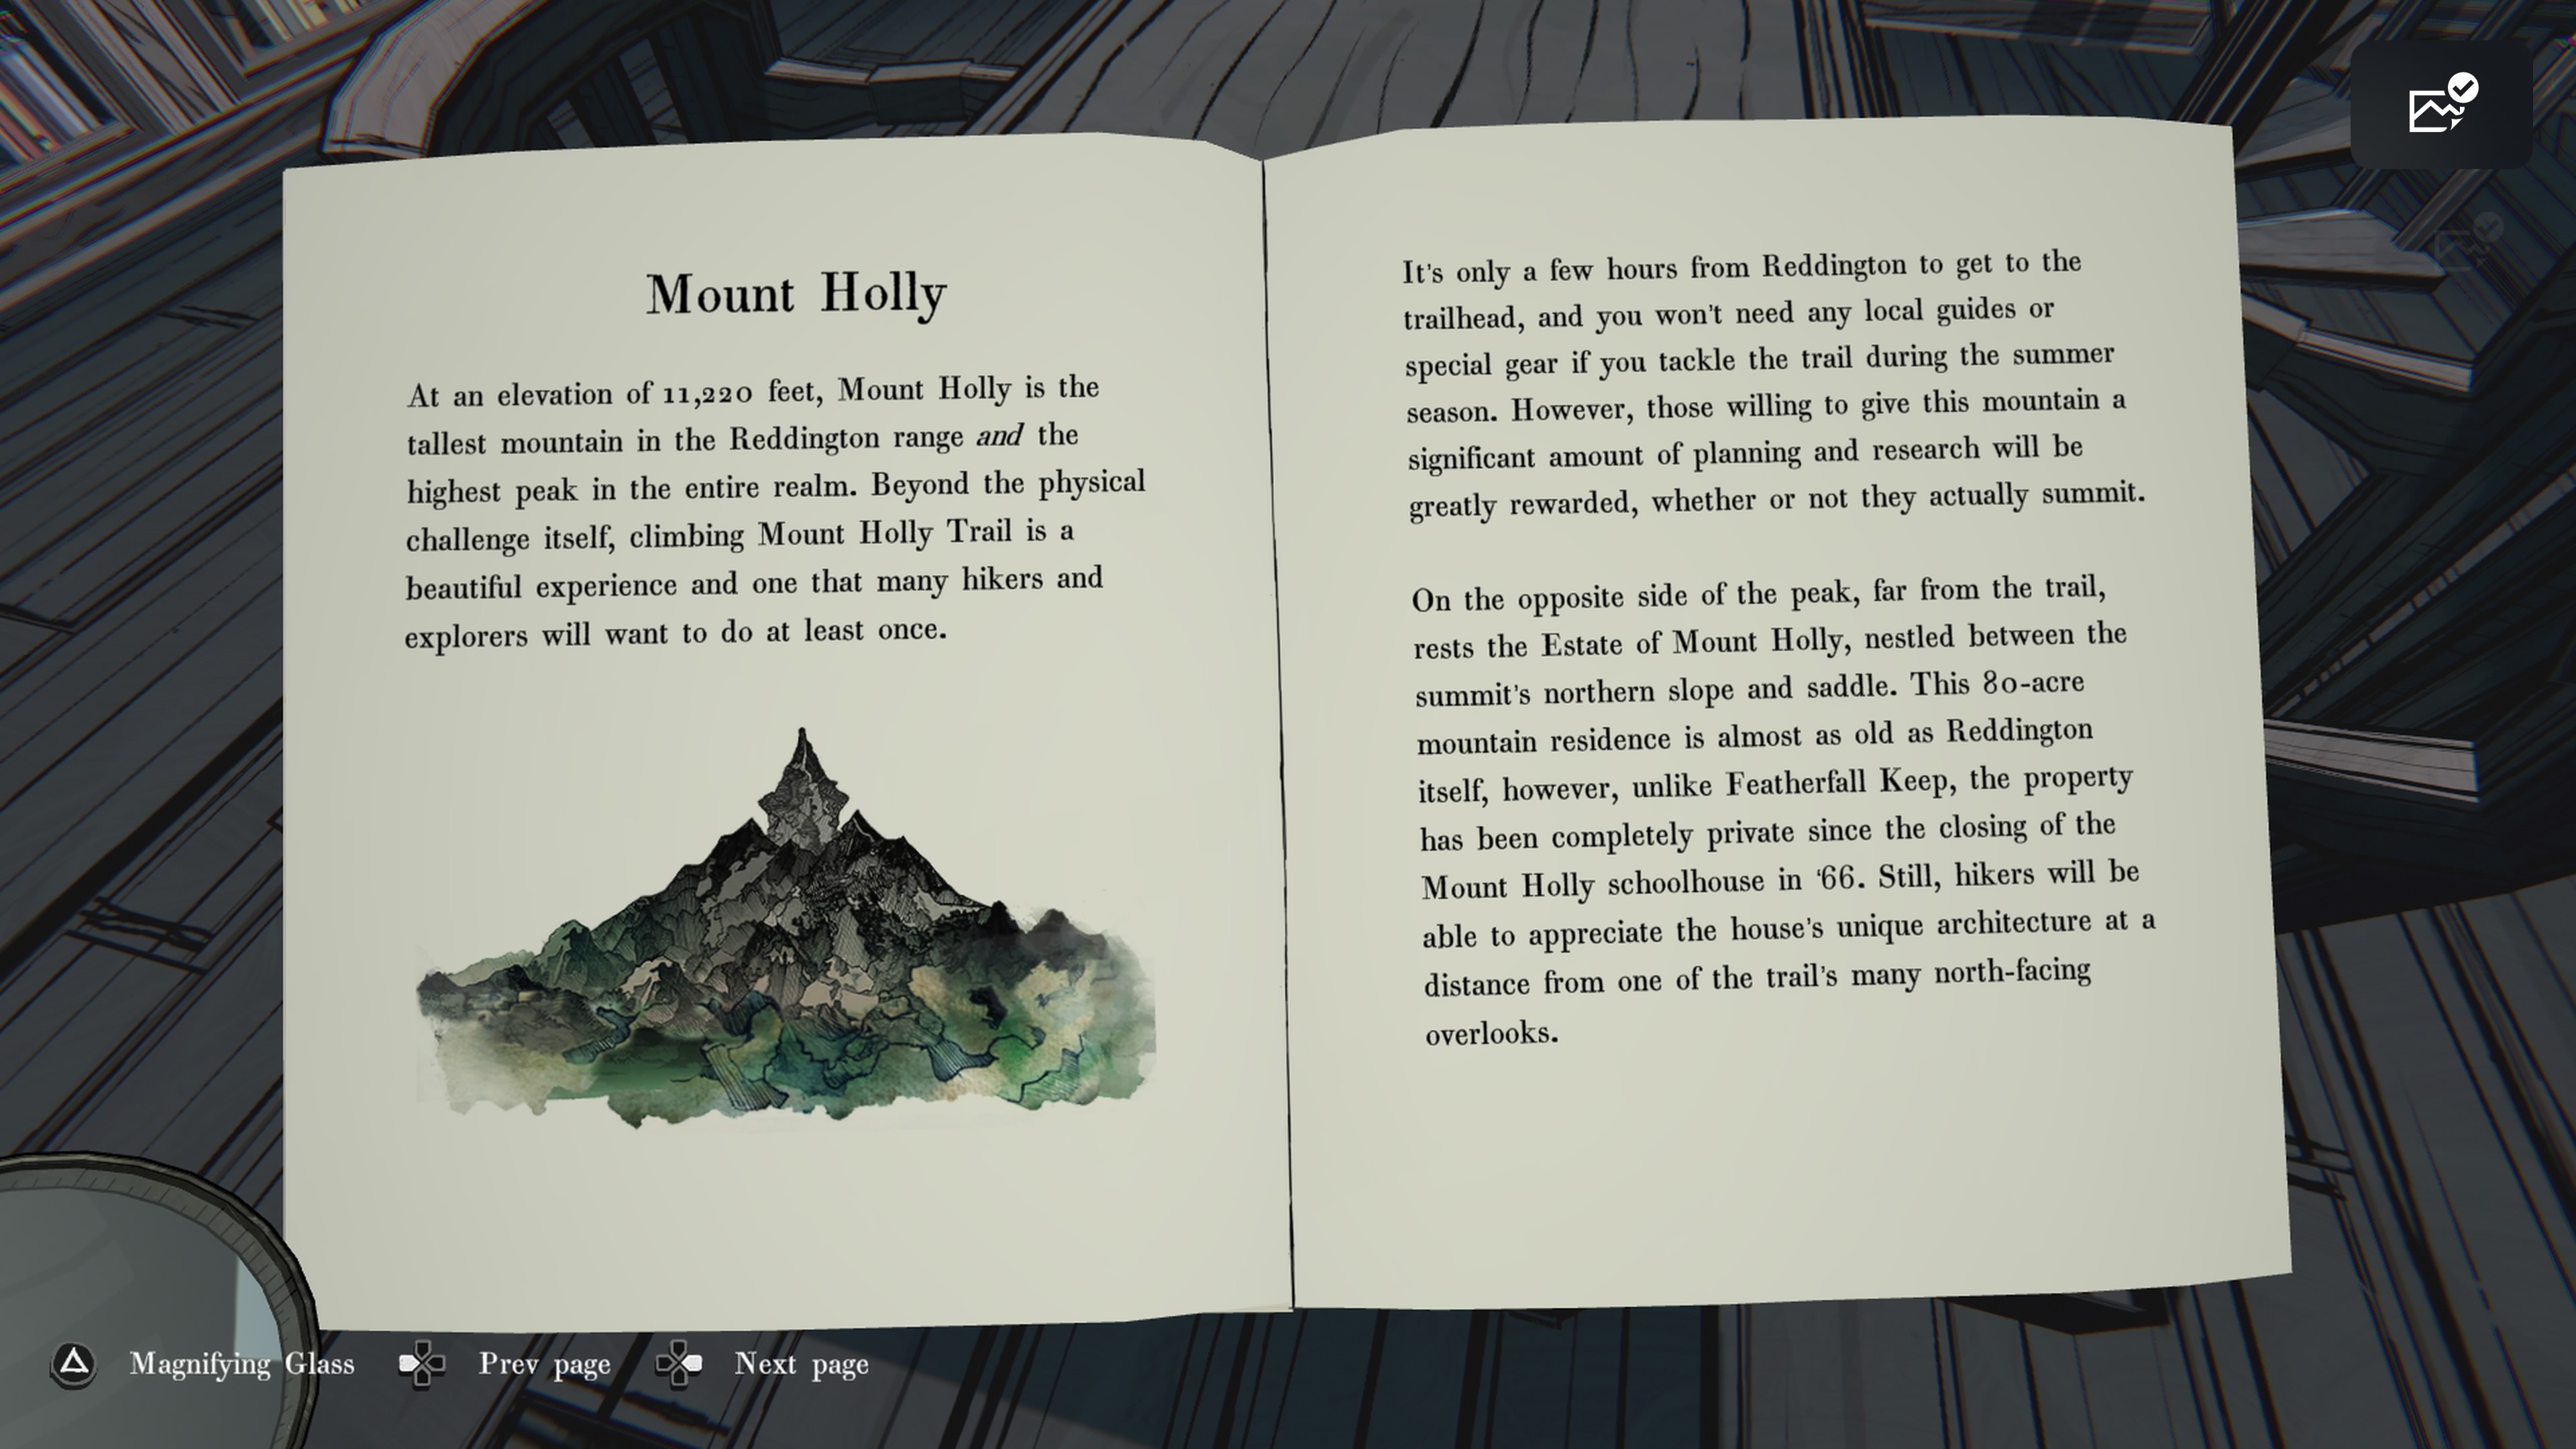 Mount Holly
At an elevation of 11,220 feet, Mount Holly is the
tallest mountain in the Reddington range and the
highest peak in the entire realm. Beyond the physical
challenge itself, climbing Mount Holly Trail is a
beautiful experience and one that many hikers and
explorers will want to do at least once.
It's only a few hours from Reddington to get to the
trailhead, and you won't need any local guides or
special gear if you tackle the trail during the summer
season. However, those willing to give this mountain a
significant amount of planning and research will be
greatly rewarded, whether or not they actually summit.
On the opposite side of the peak, far from the trail,
rests the Estate of Mount Holly, nestled between the
summit's northern slope and saddle. This 80-acre
mountain residence is almost as old as Reddington
itself, however, unlike Featherfall Keep, the property
has been completely private since the closing of the
Mount Holly schoolhouse in ‘66. Still, hikers will be
able to appreciate the house's unique architecture at a
distance from one of the trail's many north-facing
overlooks.
Magnifying Glass Prev page Next page